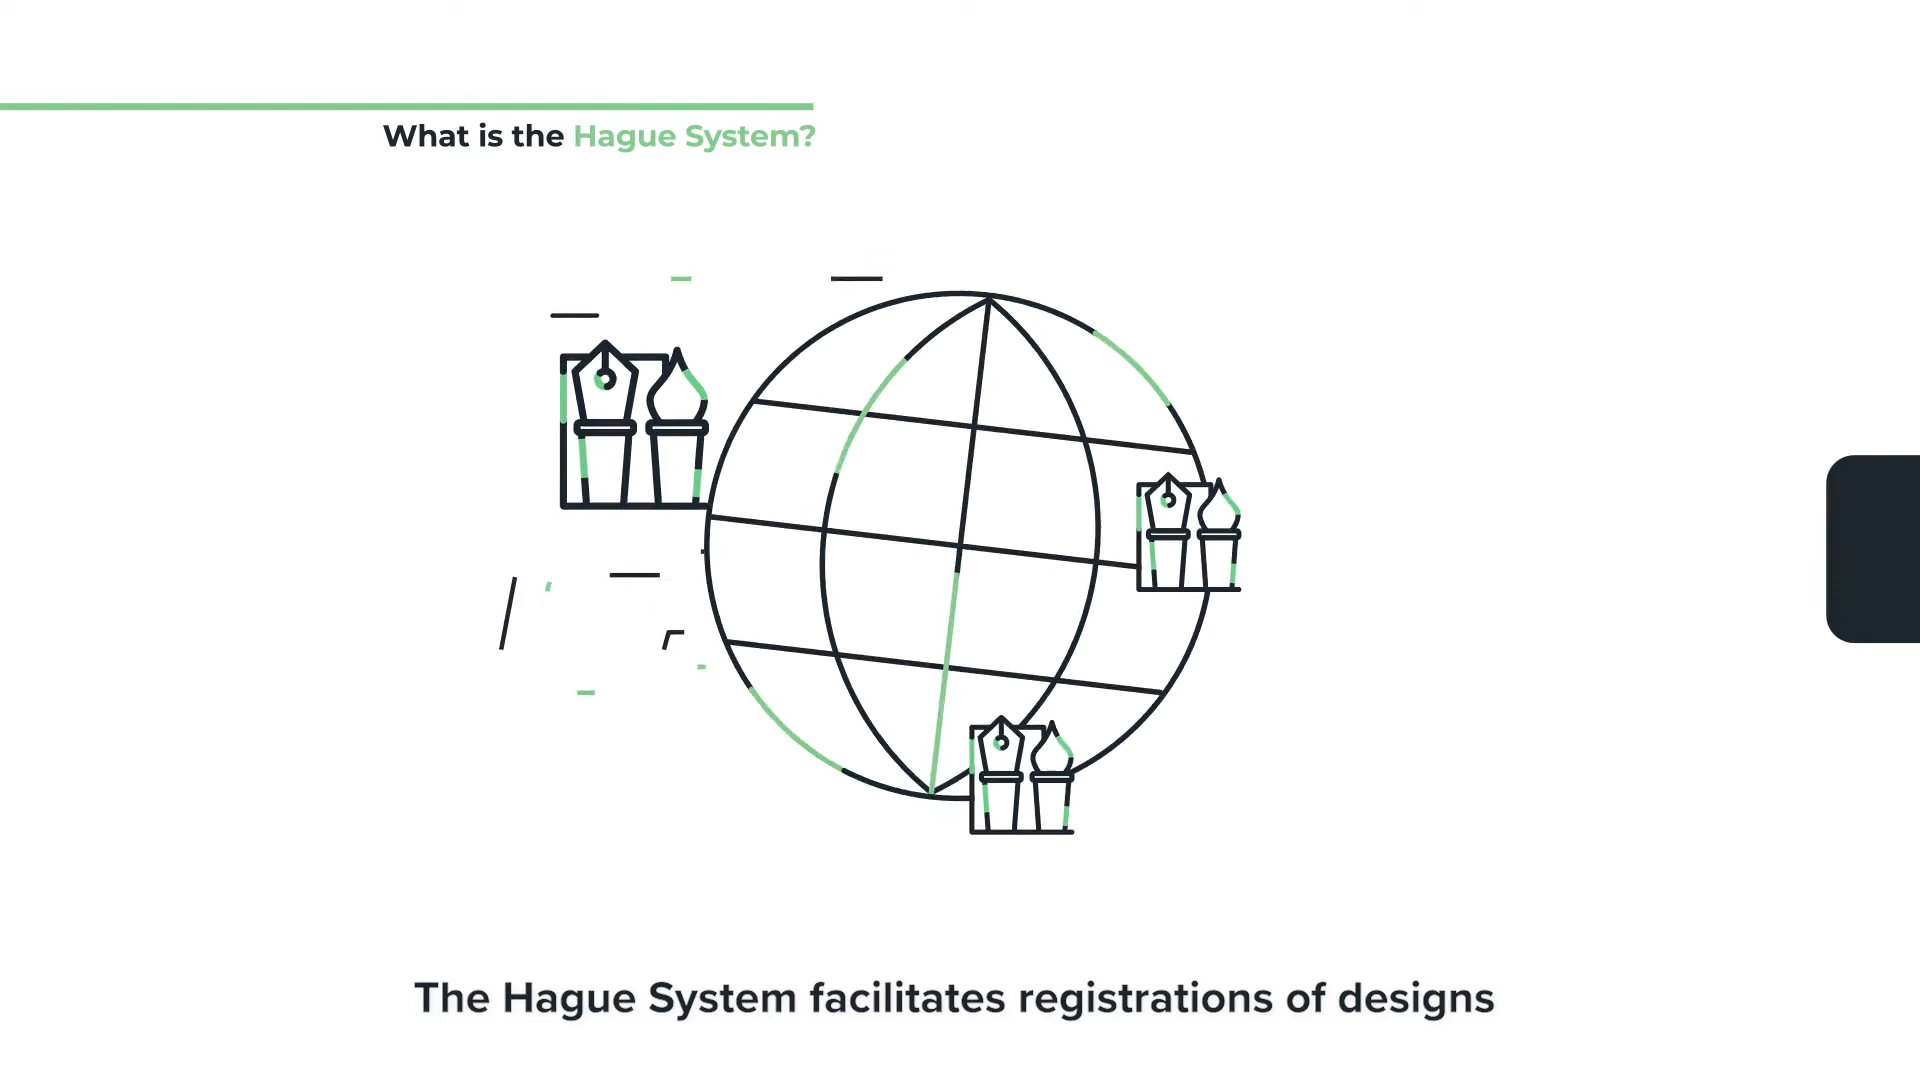 What is the Hague System?
The Hague System facilitates registrations of designs